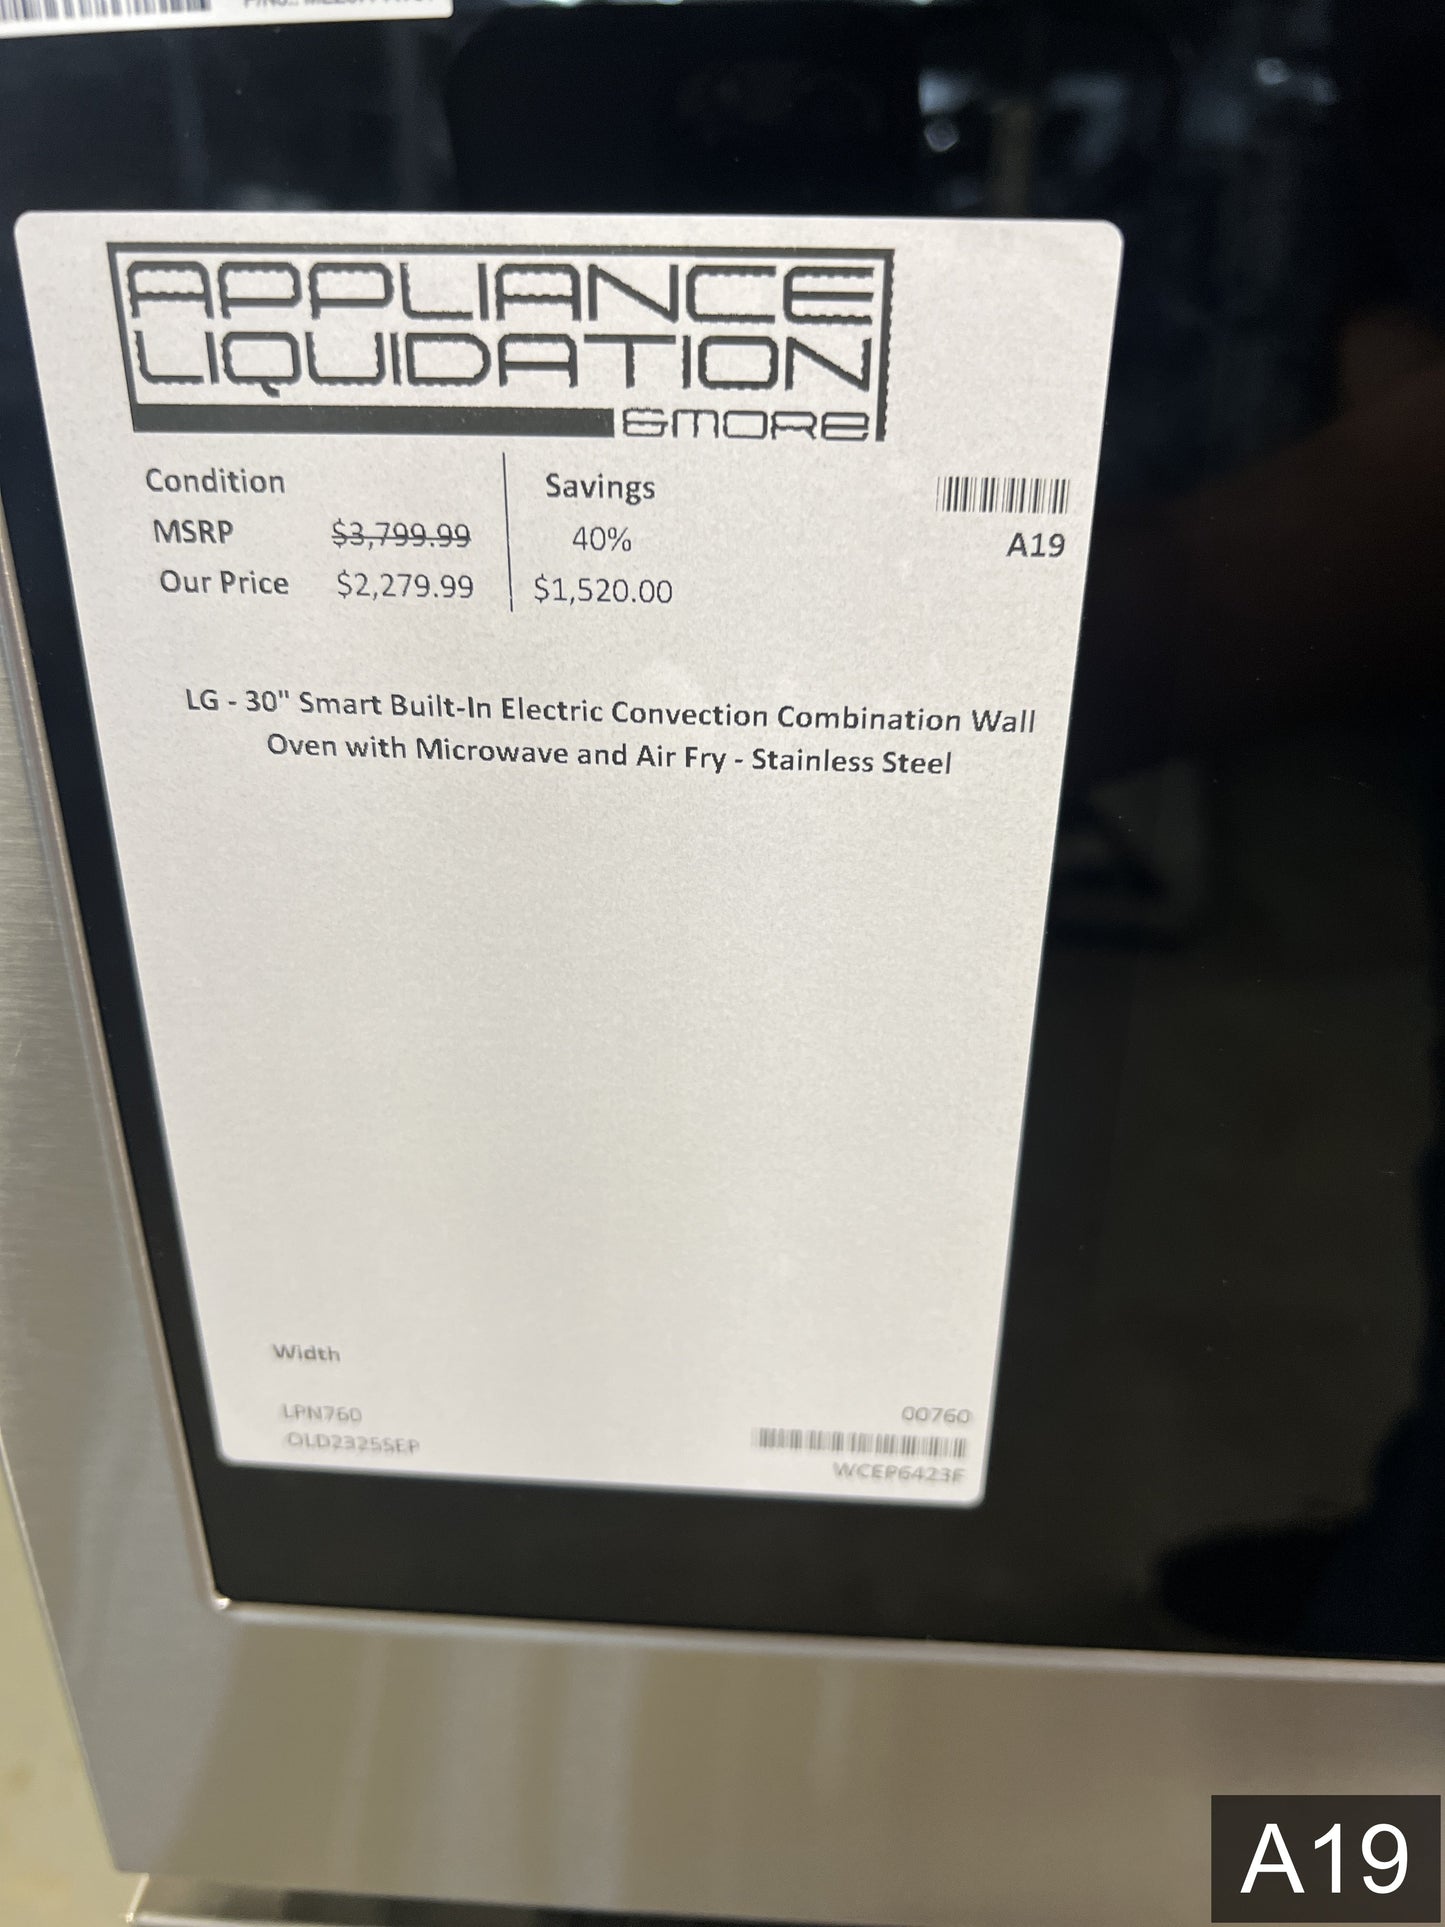 APPLIANCE
LIQUIDATION
&MORE
Condition
MSRP $3,799.99
Our Price $2,279.99
Savings
40%
$1,520.00
A19
LG - 30" Smart Built-In Electric Convection Combination Wall
Oven with Microwave and Air Fry - Stainless Steel
Width
LPN760
OLD2325SEP
00760
WCEP6423F
A19